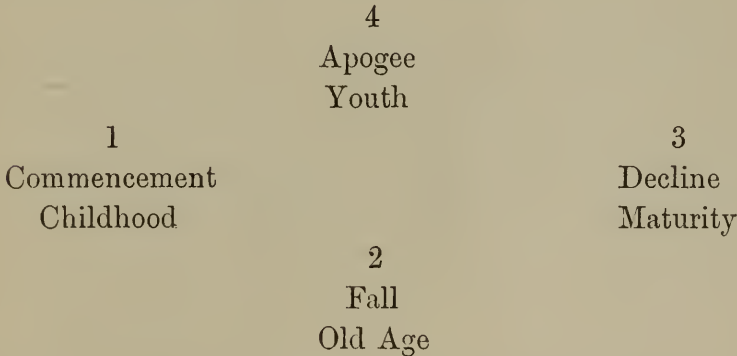 4
Apogee
Youth
1
Commencement
Childhood
3
Decline
Maturity
2
Fall
Old Age